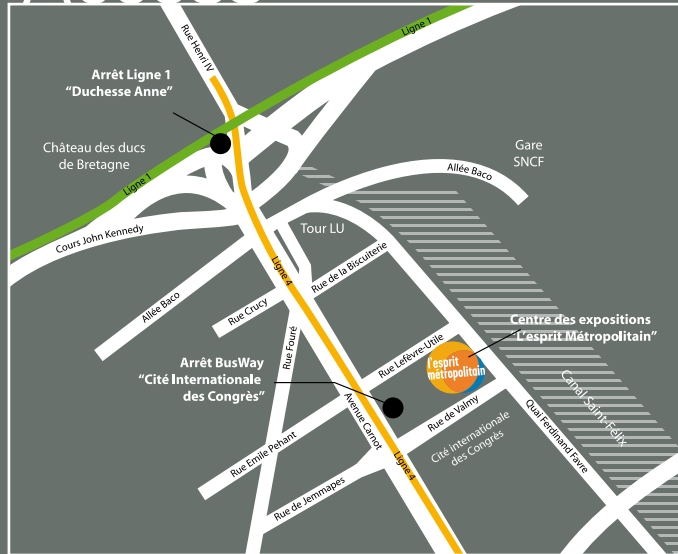 Rue Henri IV
Ligne 1
Arrêt Ligne 1
“Duchesse Anne”
Château des ducs
de Bretagne
Gare
SNCF
Allée Baco
Ligne 1
Cours John Kennedy
Tour LU
Ligne 4
Rue de la Biscuiterie
Allée Baco
Rue Crucy
Rue Fouré
Centre des expositions
L’esprit Métropolitain”
Rue Lefèvre-Utile
l’esprit
métropolitain
Arrêt BusWay
“Cité Internationale
des Congrès”
Canal Saint-Félix
Avenue Carnot
Rue de Valmy
Quai Ferdinand Favre
Cité internationale
des Congrés
Rue Emile Pehant
Ligne 4
Rue de Jemmapes